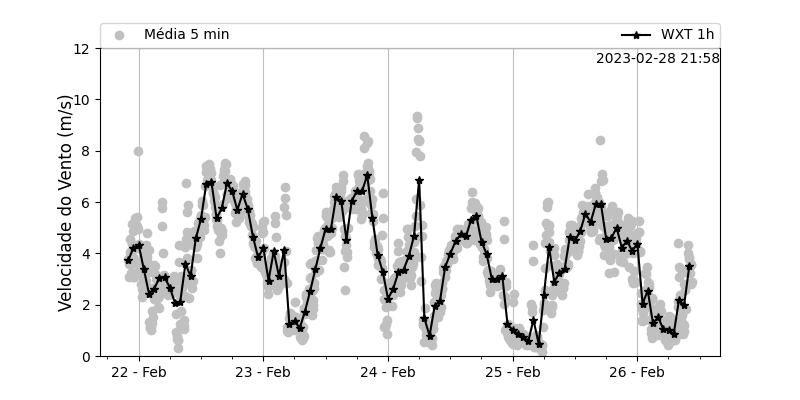 Média 5 min
WXT 1h
2023-02-28 21:58
Velocidade do Vento (m/s)
12
10
8
6
4
2
0
22 - Feb
23 - Feb
24 - Feb
25 - Feb
26 - Feb